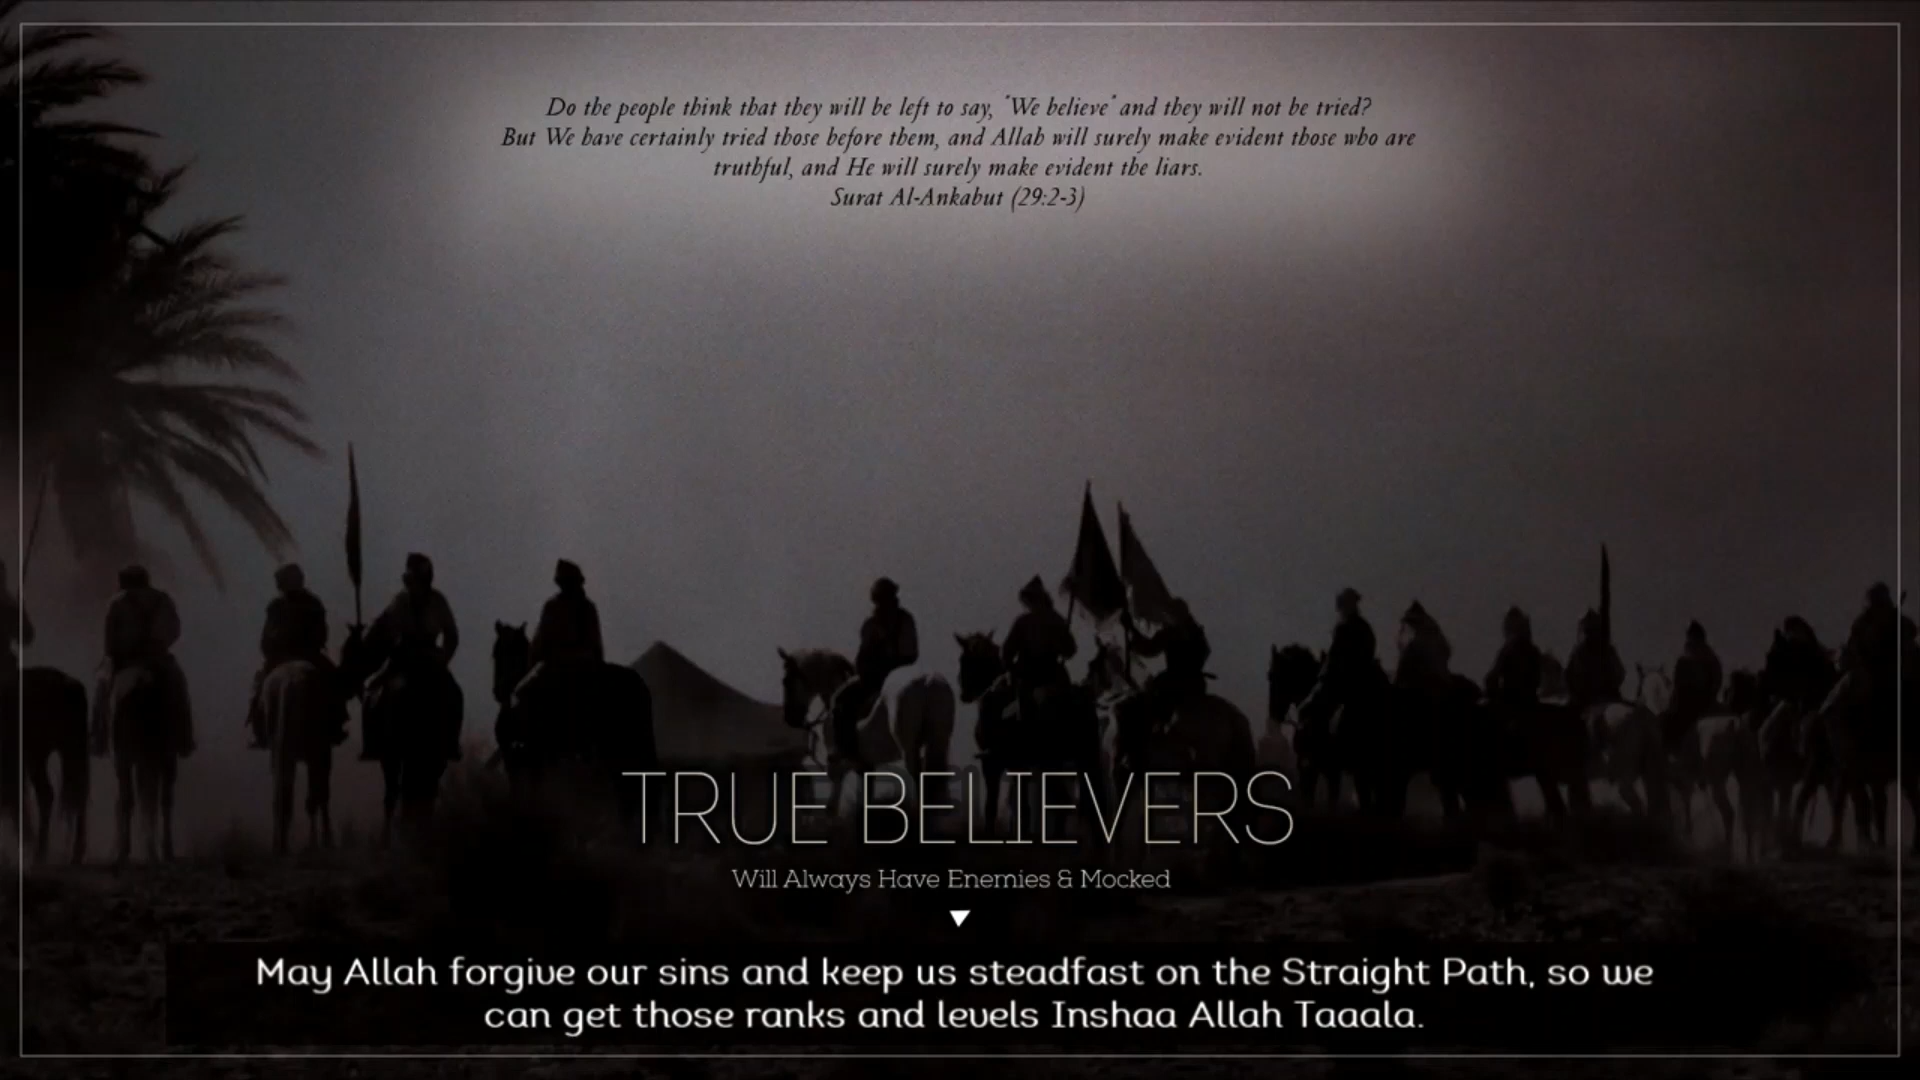 Do the people think that they will be left to say, "We believe" and they will not be tried?
But We have certainly tried those before them, and Allah will surely make evident those who are
truthful, and He will surely make evident the liars.
Surat Al-Ankabut (29:2-3)
TRUE BELIEVERS
Will Always Have Enemies & Mocked
May Allah forgive our sins and keep us steadfast on the Straight Path, so we
can get those ranks and levels Inshaa Allah Taaala.